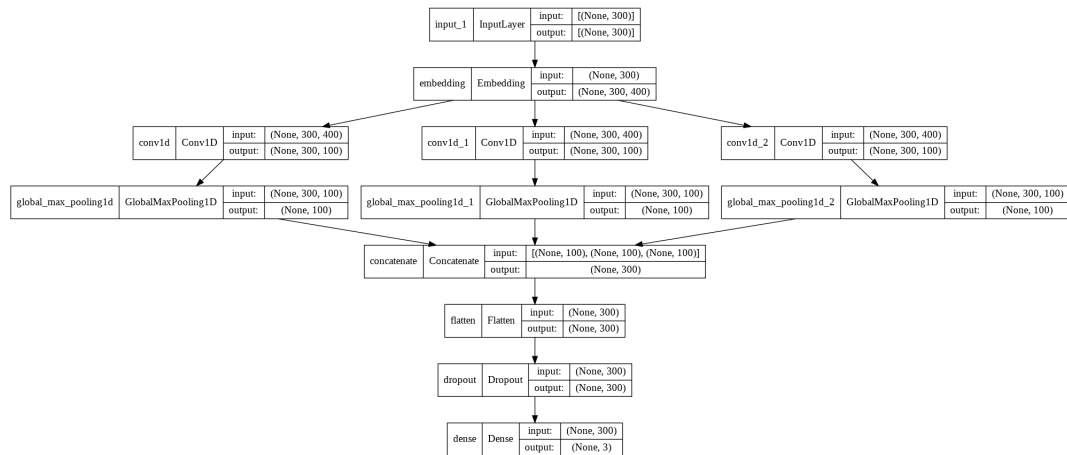 input_1 InputLayer input: [(None, 300)]
output: [(None, 300)]
embedding Embedding input: (None, 300)
output: (None, 300, 400)
conv1d Conv1D input: (None, 300, 400)
output: (None, 300, 100)
conv1d_1 Conv1D input: (None, 300, 400)
output: (None, 300, 100)
conv1d_2 Conv1D input: (None, 300, 400)
output: (None, 300, 100)
global_max_pooling1d GlobalMaxPooling1D input: (None, 300, 100)
output: (None, 100)
global_max_pooling1d_1 GlobalMaxPooling1D input: (None, 300, 100)
output: (None, 100)
global_max_pooling1d_2 GlobalMaxPooling1D input: (None, 300, 100)
output: (None, 100)
concatenate Concatenate input: [(None, 100), (None, 100), (None, 100)]
output: (None, 300)
flatten Flatten input: (None, 300)
output: (None, 300)
dropout Dropout input: (None, 300)
output: (None, 300)
dense Dense input: (None, 300)
output: (None, 3)